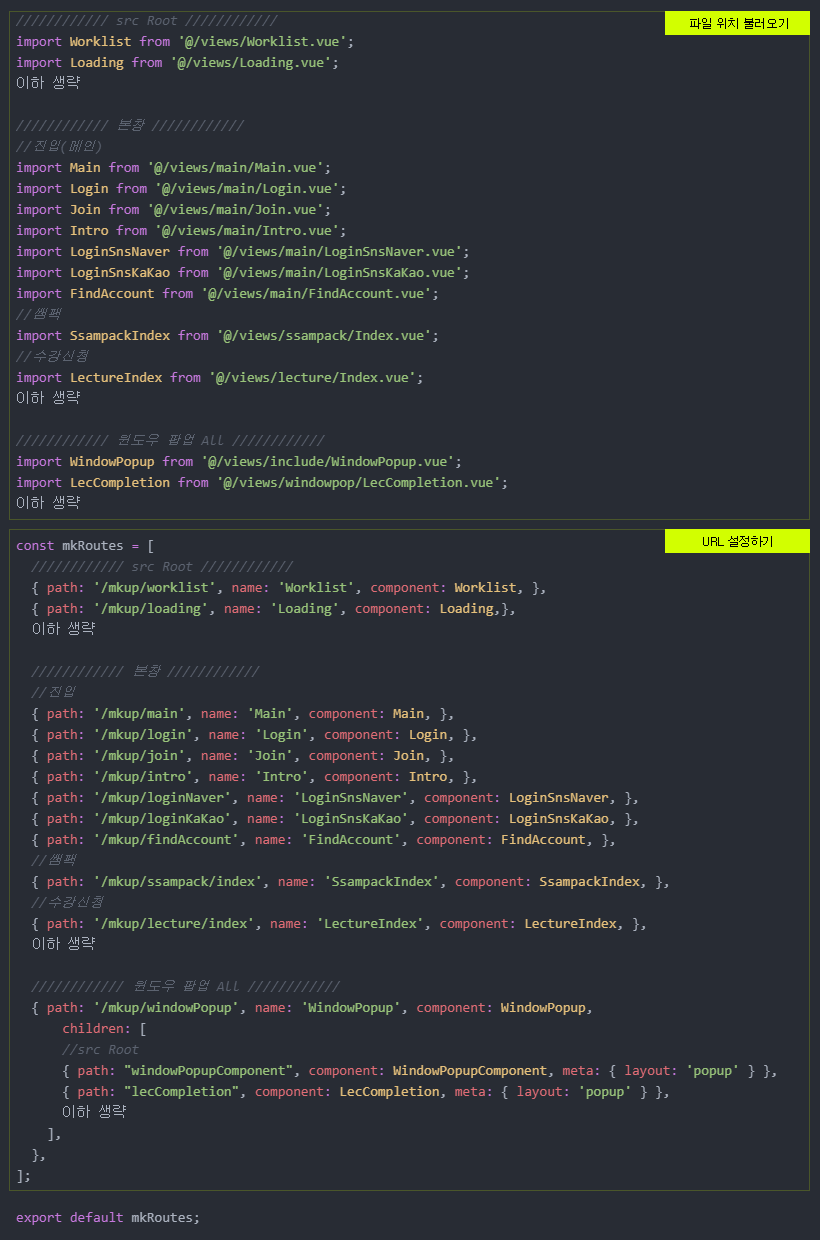 //////////// src Root ////////////
파일 위치 불러오기
import Worklist from '@/views/Worklist.vue';
import Loading from '@/views/Loading.vue';
이하 생략
//////////// 본창 ////////////
//진입(메인)
import Main from '@/views/main/Main.vue';
import Login from '@/views/main/Login.vue';
import Join from '@/views/main/Join.vue';
import Intro from '@/views/main/Intro.vue';
import LoginSnsNaver from '@/views/main/LoginSnsNaver.vue';
import LoginSnsKaKao from '@/views/main/LoginSnsKaKao.vue';
import FindAccount from '@/views/main/FindAccount.vue';
//쌤팩
import SsampackIndex from '@/views/ssampack/Index.vue';
//수강신청
import LectureIndex from '@/views/lecture/Index.vue';
이하 생략
//////////// 윈도우 팝업 All ////////////
import WindowPopup from '@/views/include/WindowPopup.vue';
import LecCompletion from '@/views/windowpop/LecCompletion.vue';
이하 생략
const mkRoutes = [
URL 설정하기
//////////// src Root ////////////
{ path: '/mkup/worklist', name: 'Worklist', component: Worklist, },
{ path: '/mkup/loading', name: 'Loading', component: Loading,},
이하 생략
//////////// 본창 ////////////
//진입
{ path: '/mkup/main', name: 'Main', component: Main, },
{ path: '/mkup/login', name: 'Login', component: Login, },
{ path: '/mkup/join', name: 'Join', component: Join, },
{ path: '/mkup/intro', name: 'Intro', component: Intro, },
{ path: '/mkup/loginNaver', name: 'LoginSnsNaver', component: LoginSnsNaver, },
{ path: '/mkup/loginKaKao', name: 'LoginSnsKaKao', component: LoginSnsKaKao, },
{ path: '/mkup/findAccount', name: 'FindAccount', component: FindAccount, },
//쌤팩
{ path: '/mkup/ssampack/index', name: 'SsampackIndex', component: SsampackIndex, },
//수강신청
{ path: '/mkup/lecture/index', name: 'LectureIndex', component: LectureIndex, },
이하 생략
//////////// 윈도우 팝업 All ////////////
{ path: '/mkup/windowPopup', name: 'WindowPopup', component: WindowPopup,
children: [
//src Root
{ path: "windowPopupComponent", component: WindowPopupComponent, meta: { layout: 'popup' } },
{ path: "lecCompletion", component: LecCompletion, meta: { layout: 'popup' } },
이하 생략
],
},
];
export default mkRoutes;